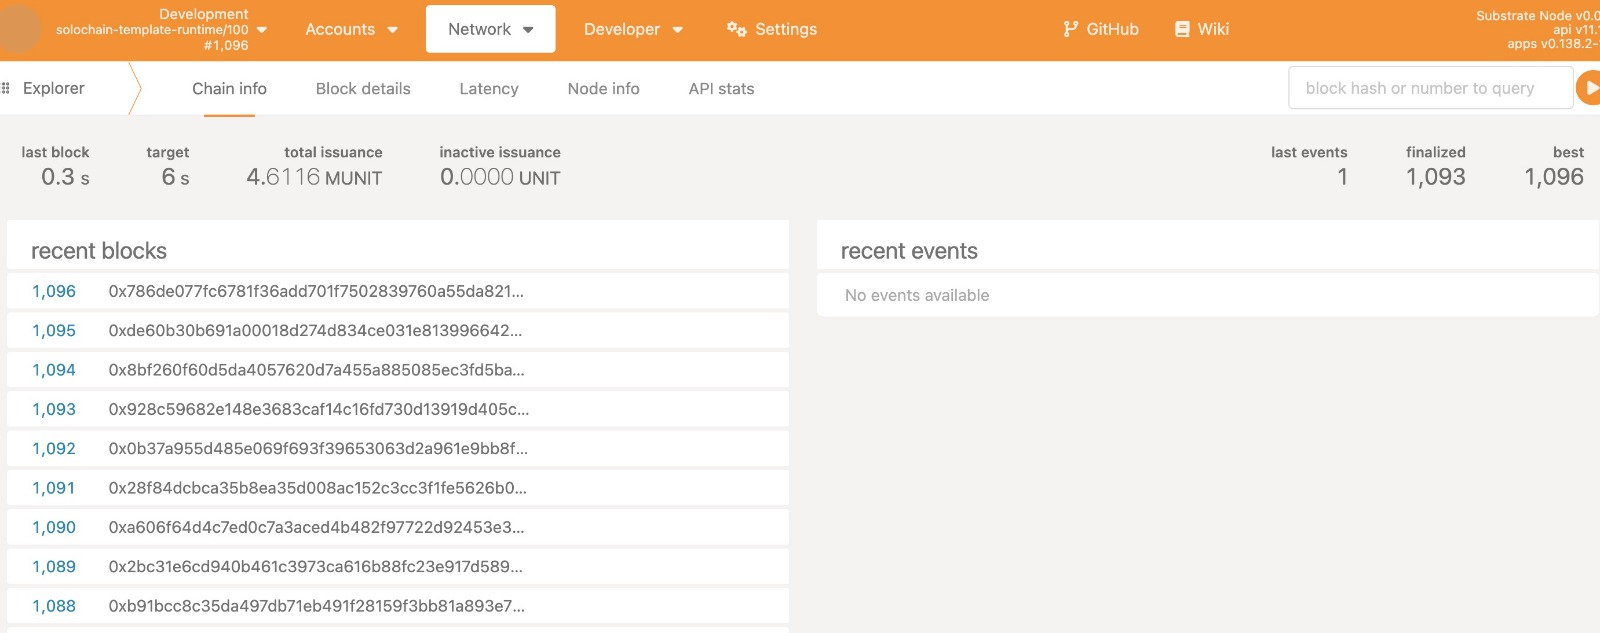 Development
solochain-template-runtime/100
#1,096
Accounts
Network
Developer
Settings
GitHub
Wiki
Substrate Node v0.0
api v11.
apps v0.138.2-
Explorer
Chain info
Block details
Latency
Node info
API stats
block hash or number to query
last block
0.3 s
target
6 s
total issuance
4.6116 MUNIT
inactive issuance
0.0000 UNIT
last events
1
finalized
1,093
best
1,096
recent blocks
1,096 0x786de077fc6781f36add701f7502839760a55da821...
1,095 0xde60b30b691a00018d274d834ce031e813996642...
1,094 0x8bf260f60d5da4057620d7a455a885085ec3fd5ba...
1,093 0x928c59682e148e3683caf14c16fd730d13919d405c...
1,092 0x0b37a955d485e069f693f39653063d2a961e9bb8f...
1,091 0x28f84dcbca35b8ea35d008ac152c3cc3f1fe5626b0...
1,090 0xa606f64d4c7ed0c7a3aced4b482f97722d92453e3...
1,089 0x2bc31e6cd940b461c3973ca616b88fc23e917d589...
1,088 0xb91bcc8c35da497db71eb491f28159f3bb81a893e7...
recent events
No events available